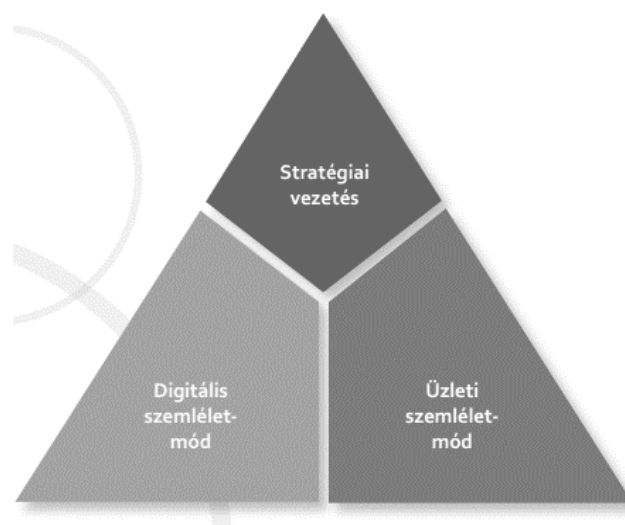 Stratégiai
vezetés
Digitális
szemlélet-
mód
Üzleti
szemlélet-
mód